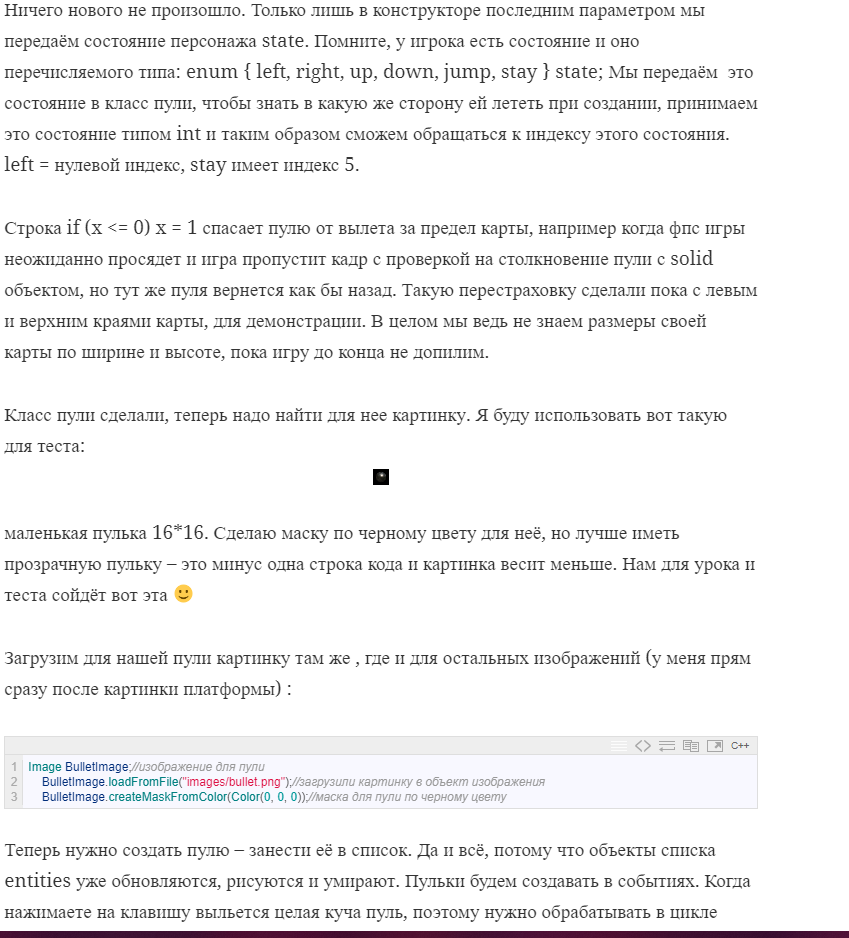 Ничего нового не произошло. Только лишь в конструкторе последним параметром мы
передаём состояние персонажа state. Помните, у игрока есть состояние и оно
перечисляемого типа: enum { left, right, up, down, jump, stay } state; Мы передаём  это
состояние в класс пули, чтобы знать в какую же сторону ей лететь при создании, принимаем
это состояние типом int и таким образом сможем обращаться к индексу этого состояния.
left = нулевой индекс, stay имеет индекс 5.
Строка if (x <= 0) x = 1 спасает пулю от вылета за предел карты, например когда фпс игры
неожиданно просядет и игра пропустит кадр с проверкой на столкновение пули с solid
объектом, но тут же пуля вернется как бы назад. Такую перестраховку сделали пока с левым
и верхним краями карты, для демонстрации. В целом мы ведь не знаем размеры своей
карты по ширине и высоте, пока игру до конца не допилим.
Класс пули сделали, теперь надо найти для нее картинку. Я буду использовать вот такую
для теста:
маленькая пулька 16*16. Сделаю маску по черному цвету для неё, но лучше иметь
прозрачную пульку – это минус одна строка кода и картинка весит меньше. Нам для урока и
теста сойдёт вот эта 🙂
Загрузим для нашей пули картинку там же , где и для остальных изображений (у меня прям
сразу после картинки платформы) :
C++
1 Image BulletImage;//изображение для пули
2 BulletImage.loadFromFile("images/bullet.png");//загрузили картинку в объект изображения
3 BulletImage.createMaskFromColor(Color(0, 0, 0));//маска для пули по черному цвету
Теперь нужно создать пулю – занести её в список. Да и всё, потому что объекты списка
entities уже обновляются, рисуются и умирают. Пульки будем создавать в событиях. Когда
нажимаете на клавишу выльется целая куча пуль, поэтому нужно обрабатывать в цикле